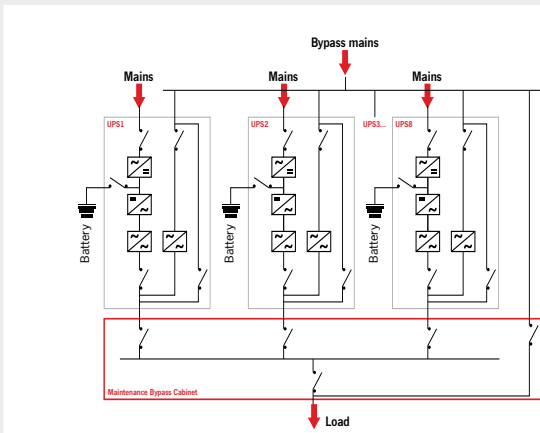 Bypass mains
Mains
Mains
Mains
UPS1
UPS2
UPS3...
UPS8
Battery
Battery
Battery
Maintenance Bypass Cabinet
Load